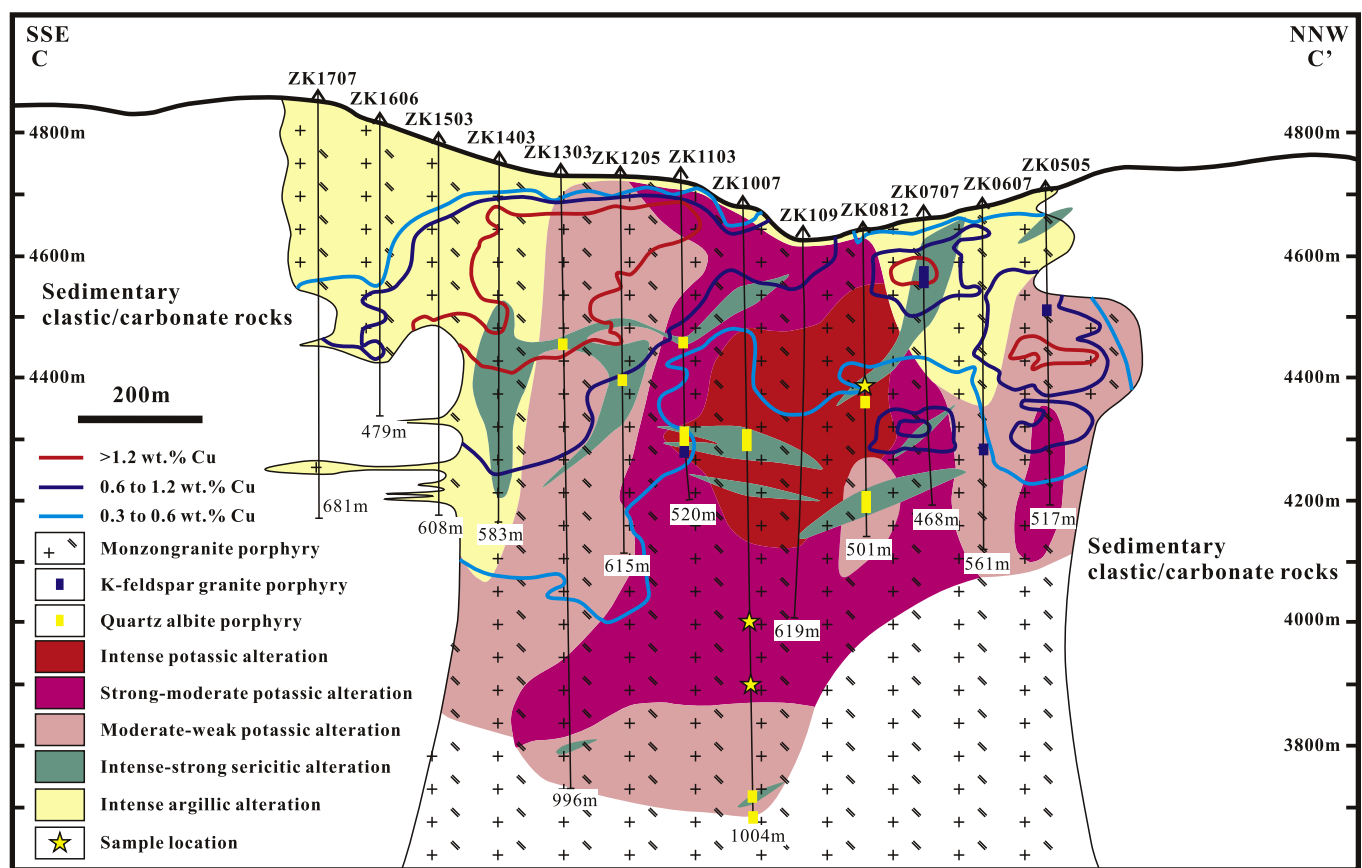 SSE
C
NNW
C’
ZK1707
ZK1606
ZK1503
ZK1403
ZK1303
ZK1205
ZK1103
ZK1007
ZK109
ZK0812
ZK0707
ZK0607
ZK0505
4800m
4600m
4400m
4800m
4600m
4400m
4200m
4000m
3800m
Sedimentary
clastic/carbonate rocks
200m
479m
681m
608m
583m
615m
520m
619m
501m
468m
561m
517m
996m
1004m
Sedimentary
clastic/carbonate rocks
>1.2 wt.% Cu
0.6 to 1.2 wt.% Cu
0.3 to 0.6 wt.% Cu
Monzongranite porphyry
K-feldspar granite porphyry
Quartz albite porphyry
Intense potassic alteration
Strong-moderate potassic alteration
Moderate-weak potassic alteration
Intense-strong sericitic alteration
Intense argillic alteration
Sample location